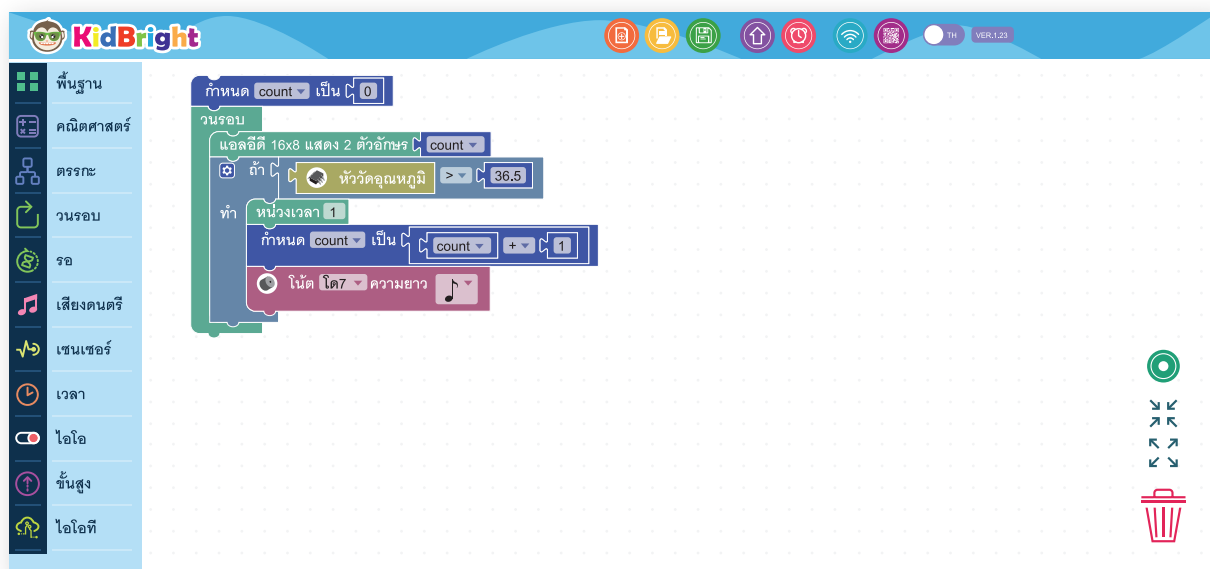 KidBright
TH
VER.1.23
พื้นฐาน
คณิตศาสตร์
ตรรกะ
วนรอบ
รอ
เสียงดนตรี
เซนเซอร์
เวลา
ไอโอ
ขั้นสูง
ไอโอที
กำหนด count เป็น 0
วนรอบ
แอลอีดี 16x8 แสดง 2 ตัวอักษร count
ถ้า หัววัดอุณหภูมิ > 36.5
ทำ หน่วงเวลา 1
กำหนด count เป็น count + 1
โน้ต โด7 ความยาว